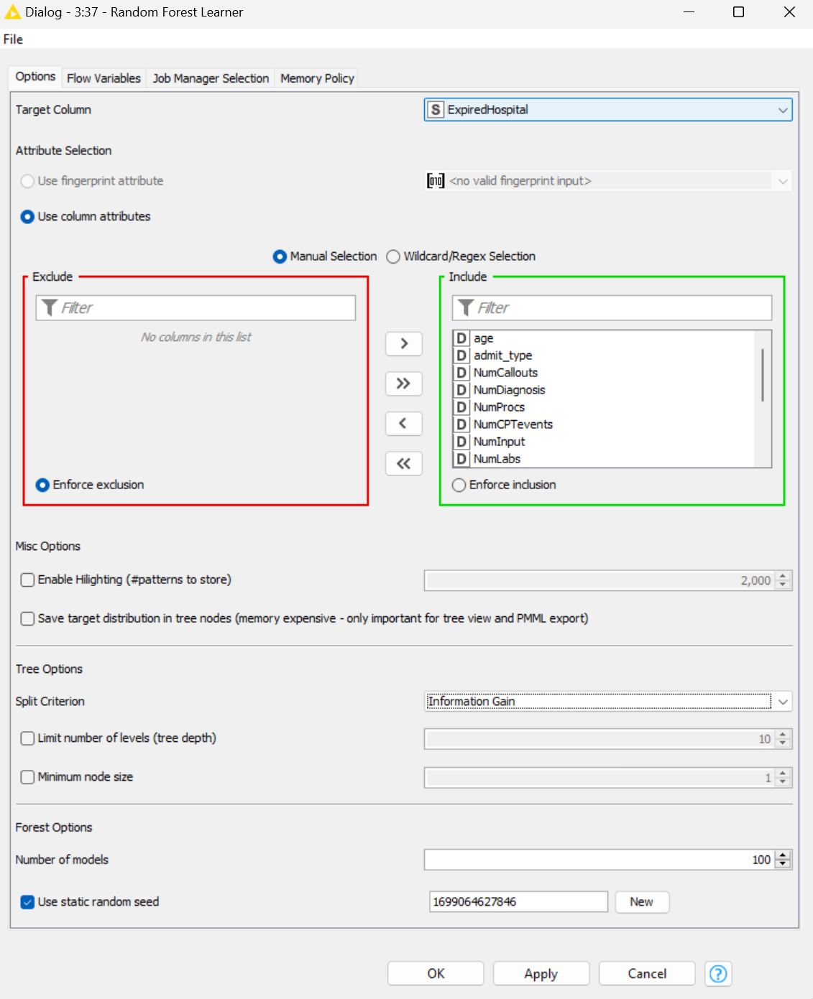 Dialog - 3:37 - Random Forest Learner
File
Options Flow Variables Job Manager Selection Memory Policy
Target Column S ExpiredHospital
Attribute Selection
Use fingerprint attribute [010] <no valid fingerprint input>
Use column attributes
Manual Selection Wildcard/Regex Selection
Exclude
Filter
No columns in this list
Enforce exclusion
>
>>
<
<<
Include
Filter
D age
D admit_type
D NumCallouts
D NumDiagnosis
D NumProcs
D NumCPTevents
D NumInput
D NumLabs
Enforce inclusion
Misc Options
Enable Hilighting (#patterns to store) 2,000
Save target distribution in tree nodes (memory expensive - only important for tree view and PMML export)
Tree Options
Split Criterion Information Gain
Limit number of levels (tree depth) 10
Minimum node size 1
Forest Options
Number of models 100
Use static random seed 1699064627846 New
OK Apply Cancel ?